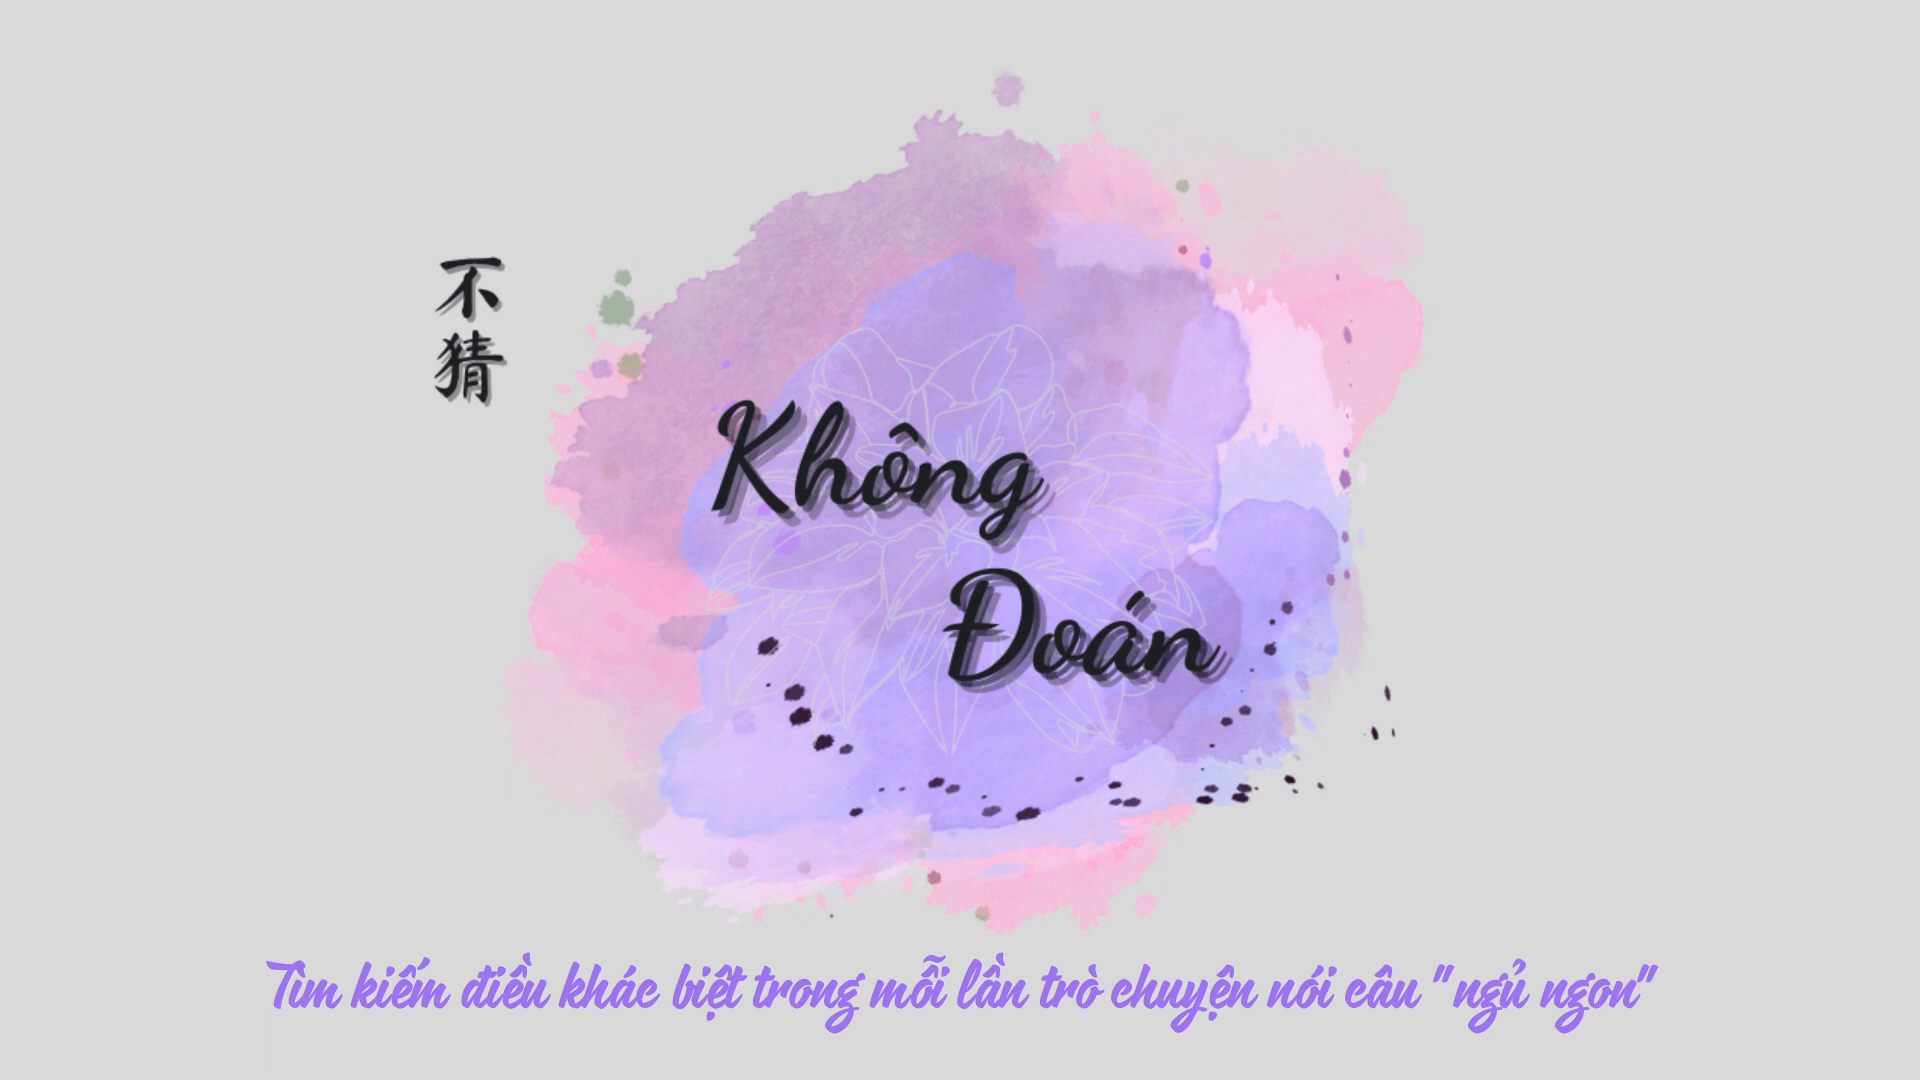 不猜
Không
Đoán
Tìm kiếm điều khác biệt trong mỗi lần trò chuyện nói câu "ngủ ngon"